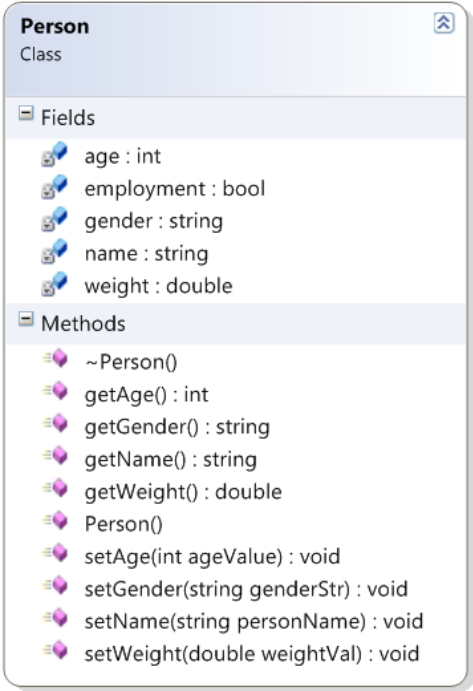 Person
Class
Fields
age : int
employment : bool
gender : string
name : string
weight : double
Methods
~Person()
getAge() : int
getGender() : string
getName() : string
getWeight() : double
Person()
setAge(int ageValue) : void
setGender(string genderStr) : void
setName(string personName) : void
setWeight(double weightVal) : void